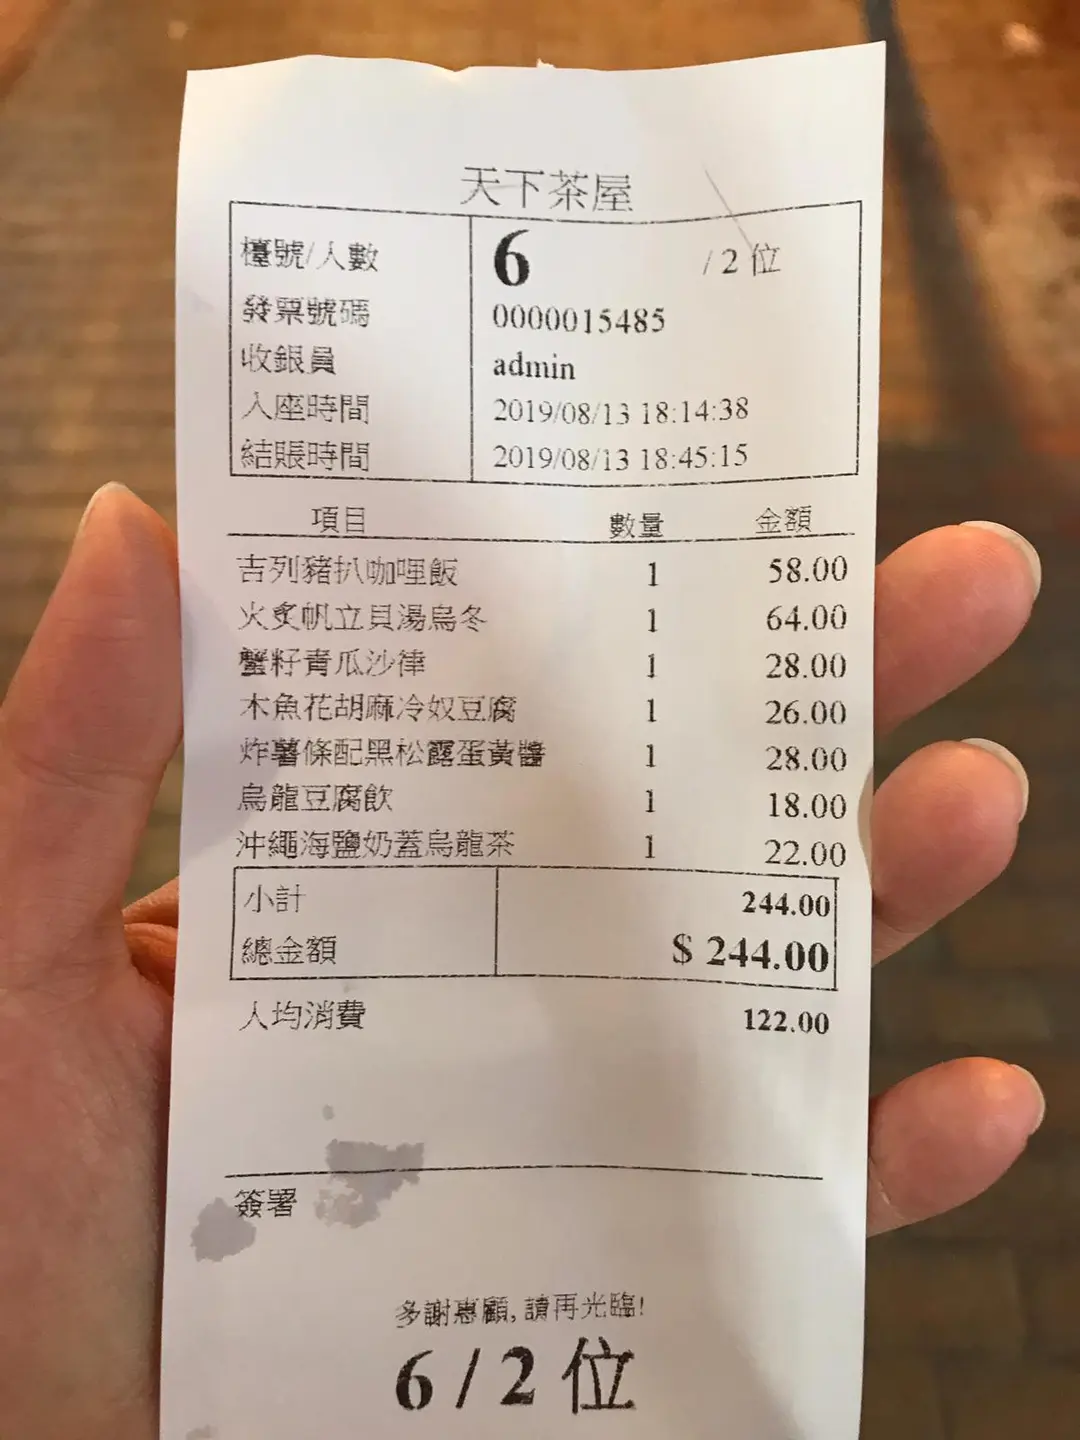 天下茶屋
檯號/人數 6 /2 位
發票號碼 0000015485
收銀員 admin
入座時間 2019/08/13 18:14:38
結賬時間 2019/08/13 18:45:15
項目 數量 金額
吉列豬扒咖哩飯 1 58.00
火炙帆立貝湯烏冬 1 64.00
蟹籽青瓜沙律 1 28.00
木魚花胡麻冷奴豆腐 1 26.00
炸薯條配黑松露蛋黃醬 1 28.00
烏龍豆腐飲 1 18.00
沖繩海鹽奶蓋烏龍茶 1 22.00
小計 244.00
總金額 $ 244.00
人均消費 122.00
簽署
多謝惠顧, 請再光臨!
6 / 2 位